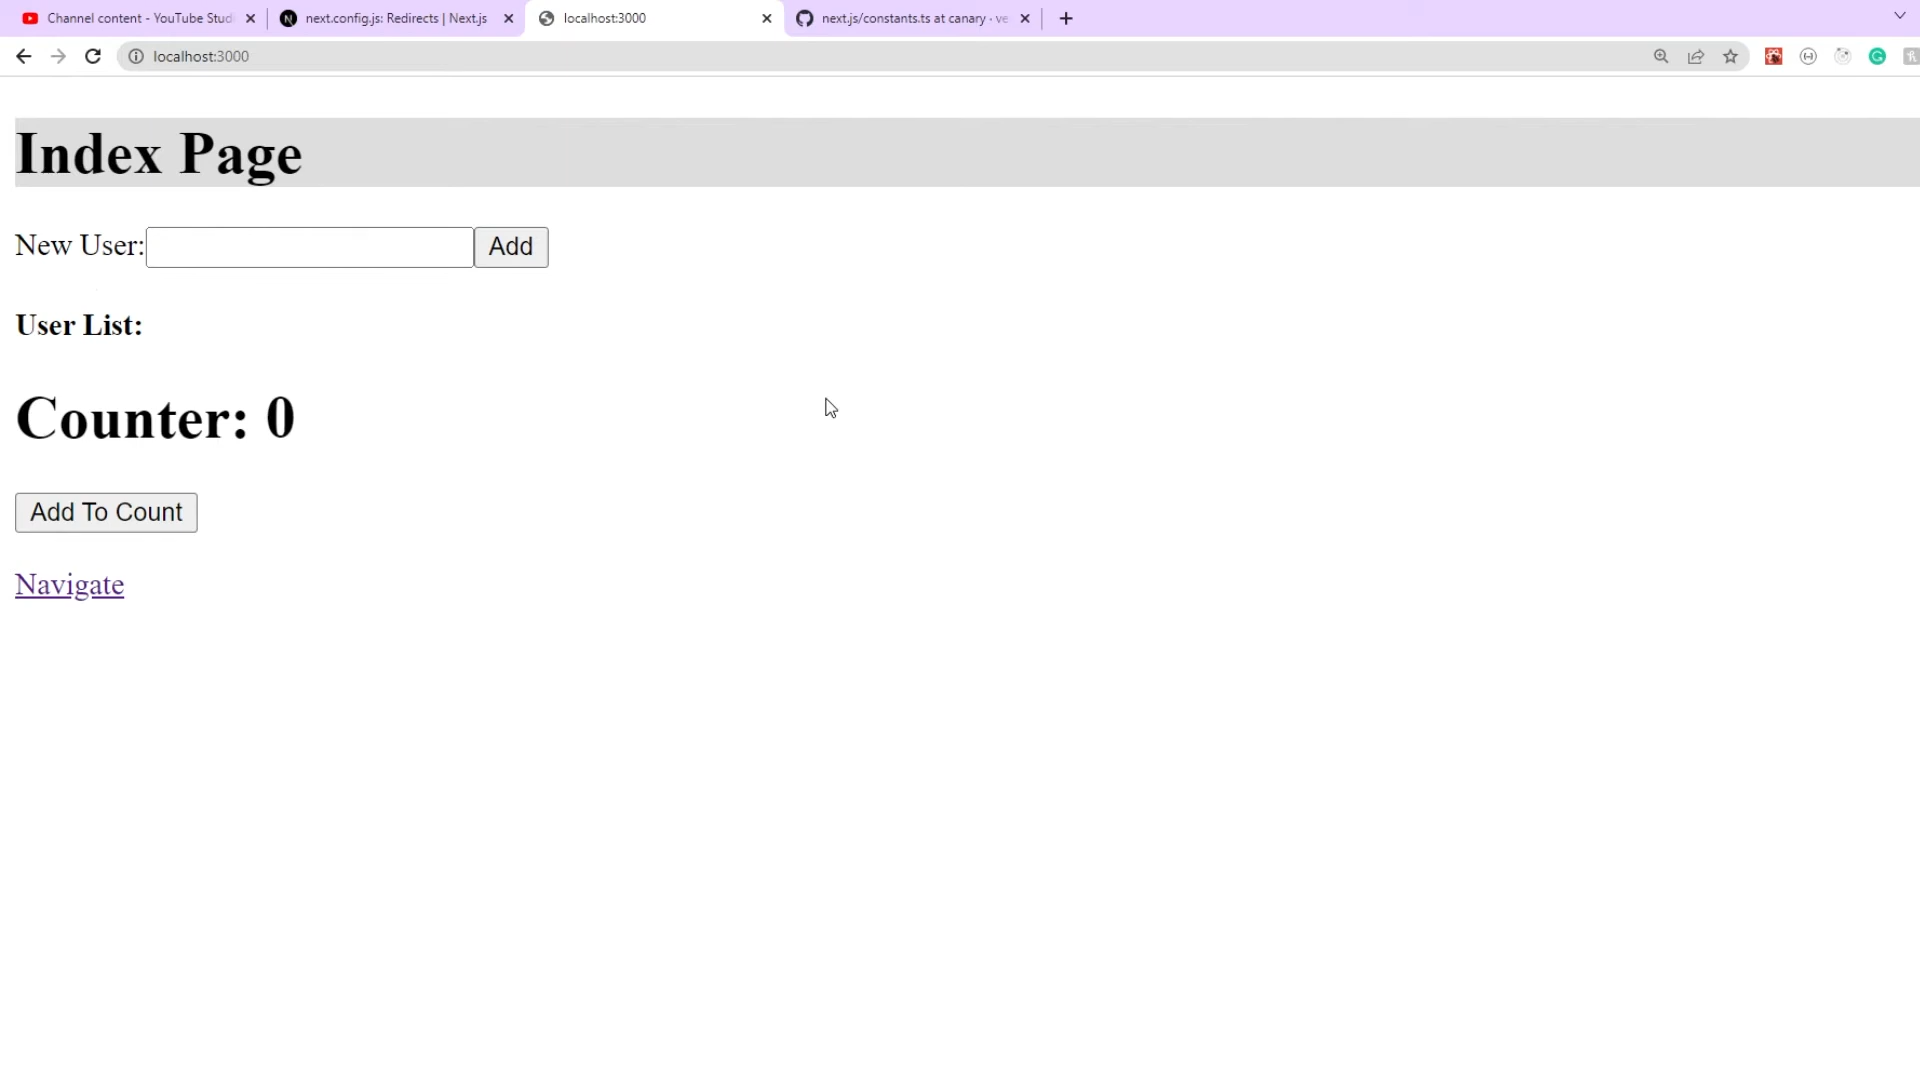 Channel content - YouTube Stud
next.config.js: Redirects | Next.js
localhost:3000
next.js/constants.ts at canary · ve
localhost:3000
Index Page
New User:
Add
User List:
Counter: 0
Add To Count
Navigate